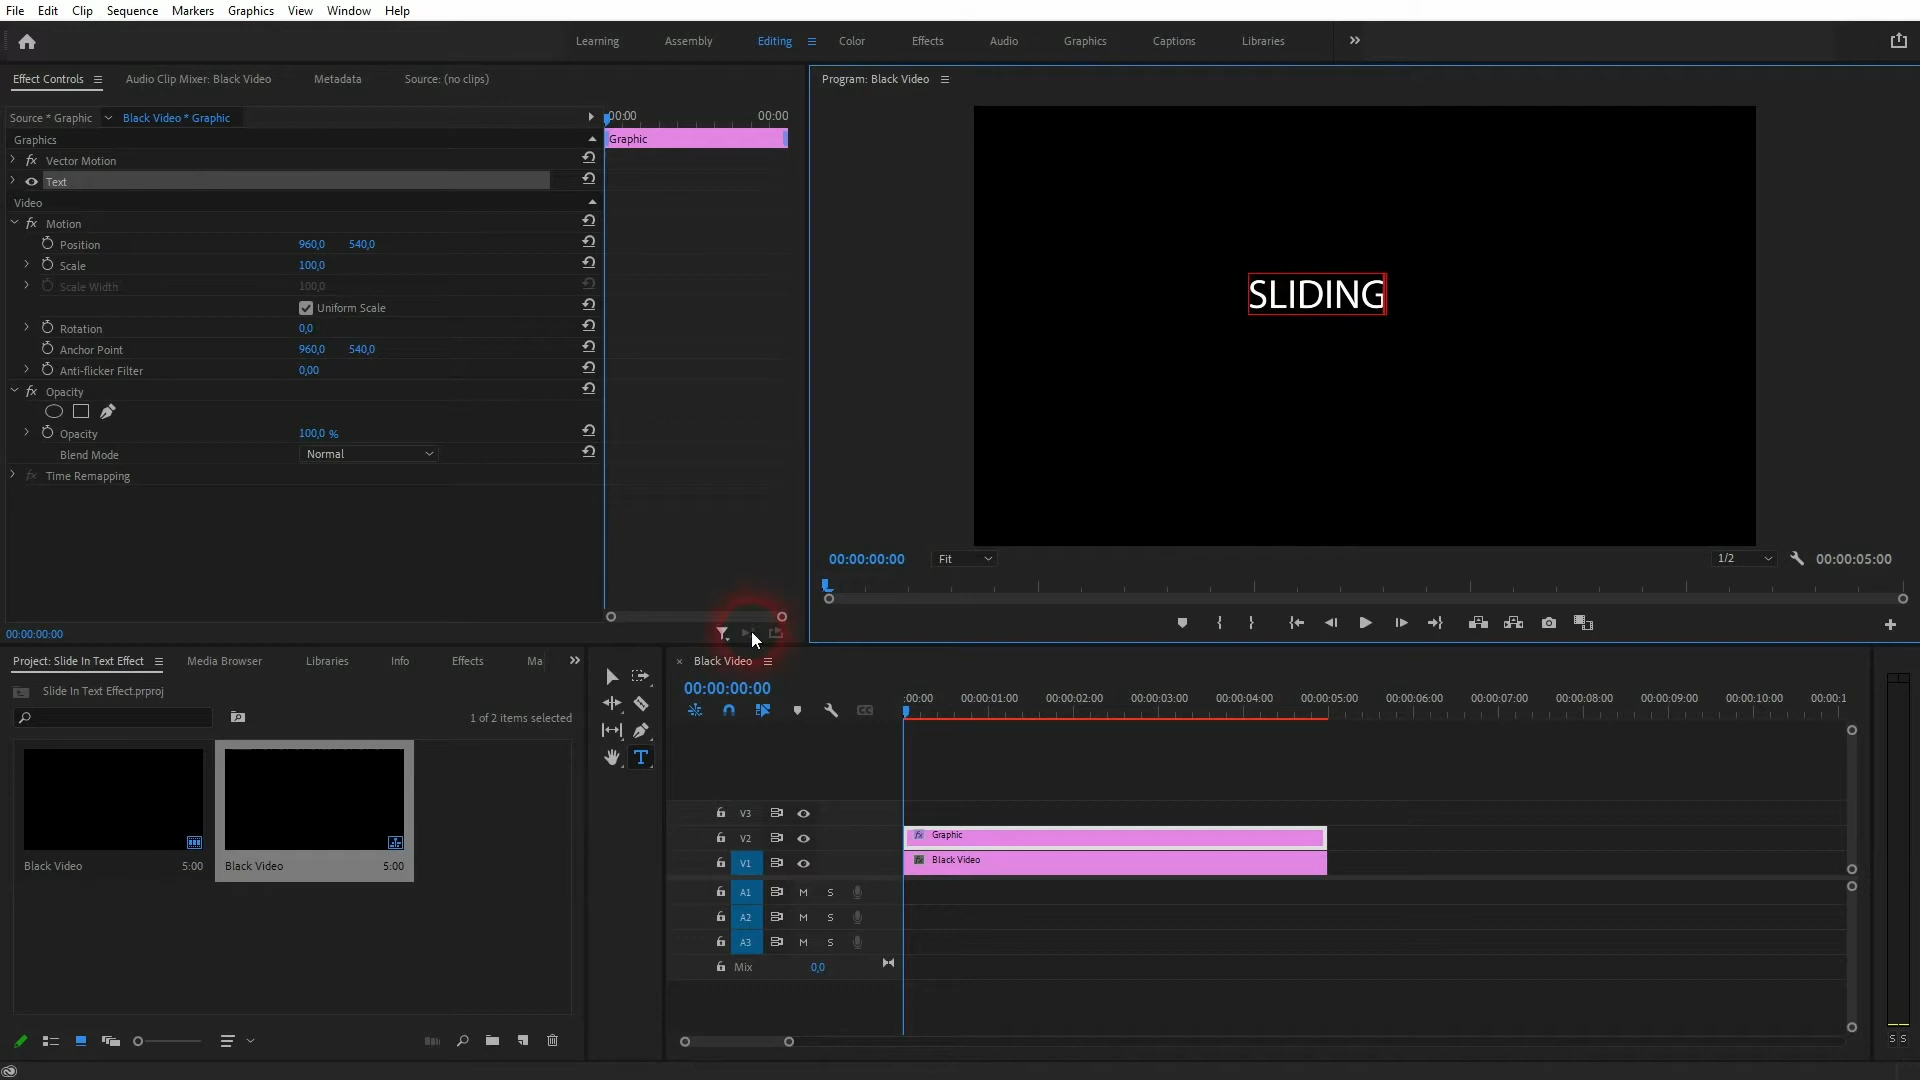 File Edit Clip Sequence Markers Graphics View Window Help
Learning Assembly Editing Color Effects Audio Graphics Captions Libraries
Effect Controls Audio Clip Mixer: Black Video Metadata Source: (no clips)
Program: Black Video
Source * Graphic Black Video * Graphic
:00:00 00:00
Graphics
Graphic
Vector Motion
Text
Video
Motion
Position 960,0 540,0
Scale 100,0
Scale Width 100,0
Uniform Scale
Rotation 0,0
Anchor Point 960,0 540,0
Anti-flicker Filter 0,00
Opacity
Opacity 100,0 %
Blend Mode Normal
Time Remapping
SLIDING
00:00:00:00 Fit 1/2 00:00:05:00
00:00:00:00
Project: Slide In Text Effect Media Browser Libraries Info Effects Ma
Slide In Text Effect.prproj
1 of 2 items selected
Black Video 5:00
Black Video 5:00
Black Video
00:00:00:00
:00:00 00:00:01:00 00:00:02:00 00:00:03:00 00:00:04:00 00:00:05:00 00:00:06:00 00:00:07:00 00:00:08:00 00:00:09:00 00:00:10:00 00:00:1
V3
V2 Graphic
V1 Black Video
A1 M S
A2 M S
A3 M S
Mix 0,0
S S